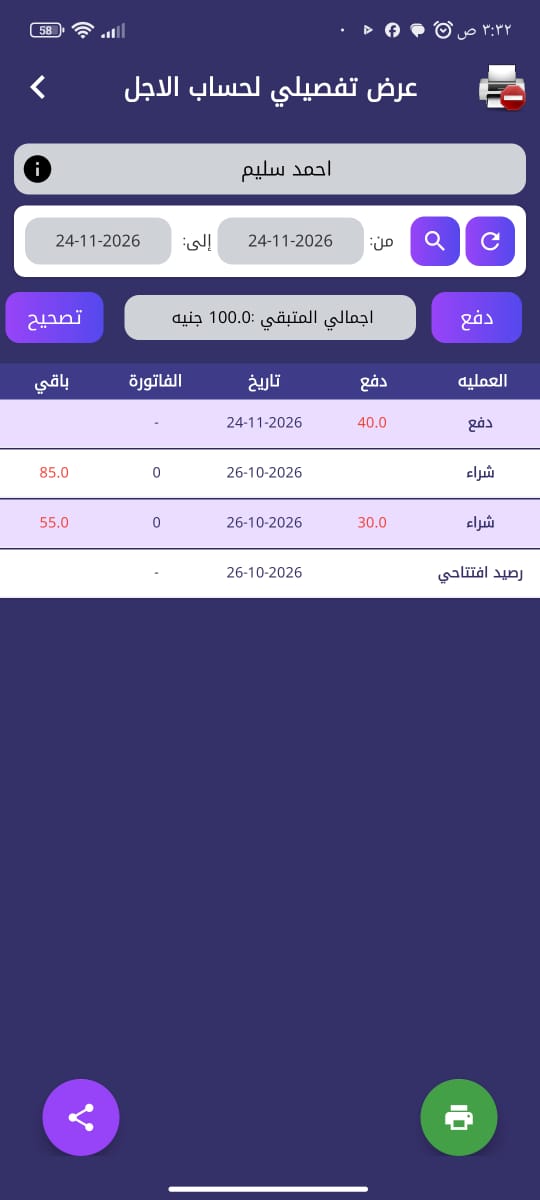 ٣:٣٢ ص
58
عرض تفصيلي لحساب الاجل
احمد سليم
من: 24-11-2026 إلى: 24-11-2026
دفع اجمالي المتبقي :100.0 جنيه تصحيح
العمليه دفع تاريخ الفاتورة باقي
دفع 40.0 24-11-2026 -
شراء 26-10-2026 0 85.0
شراء 30.0 26-10-2026 0 55.0
رصيد افتتاحي 26-10-2026 -